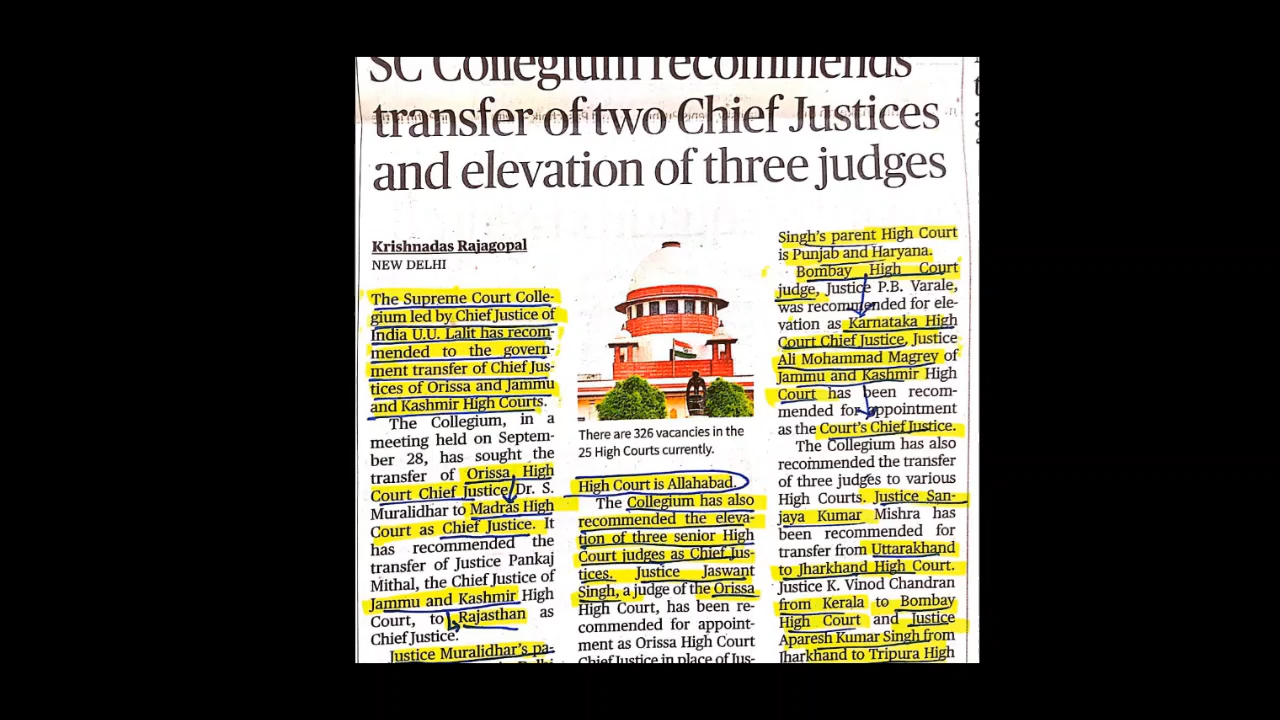 SC Collegium recommends
transfer of two Chief Justices
and elevation of three judges
Krishnadas Rajagopal
NEW DELHI
The Supreme Court Colle-
gium led by Chief Justice of
India U.U. Lalit has recom-
mended to the govern-
ment transfer of Chief Jus-
tices of Orissa and Jammu
and Kashmir High Courts.
The Collegium, in a
meeting held on Septem-
ber 28, has sought the
transfer of Orissa High
Court Chief Justice Dr. S.
Muralidhar to Madras High
Court as Chief Justice. It
has recommended the
transfer of Justice Pankaj
Mithal, the Chief Justice of
Jammu and Kashmir High
Court, to Rajasthan as
Chief Justice.
Justice Muralidhar's pa-
There are 326 vacancies in the
25 High Courts currently.
High Court is Allahabad.
The Collegium has also
recommended the eleva-
tion of three senior High
Court judges as Chief Jus-
tices. Justice Jaswant
Singh, a judge of the Orissa
High Court, has been re-
commended for appoint-
ment as Orissa High Court
Chief Justice in place of Jus-
Singh's parent High Court
is Punjab and Haryana.
Bombay High Court
judge, Justice P.B. Varale,
was recommended for ele-
vation as Karnataka High
Court Chief Justice, Justice
Ali Mohammad Magrey of
Jammu and Kashmir High
Court has been recom-
mended for appointment
as the Court's Chief Justice.
The Collegium has also
recommended the transfer
of three judges to various
High Courts. Justice San-
jaya Kumar Mishra has
been recommended for
transfer from Uttarakhand
to Jharkhand High Court.
Justice K. Vinod Chandran
from Kerala to Bombay
High Court and Justice
Aparesh Kumar Singh from
Jharkhand to Tripura High